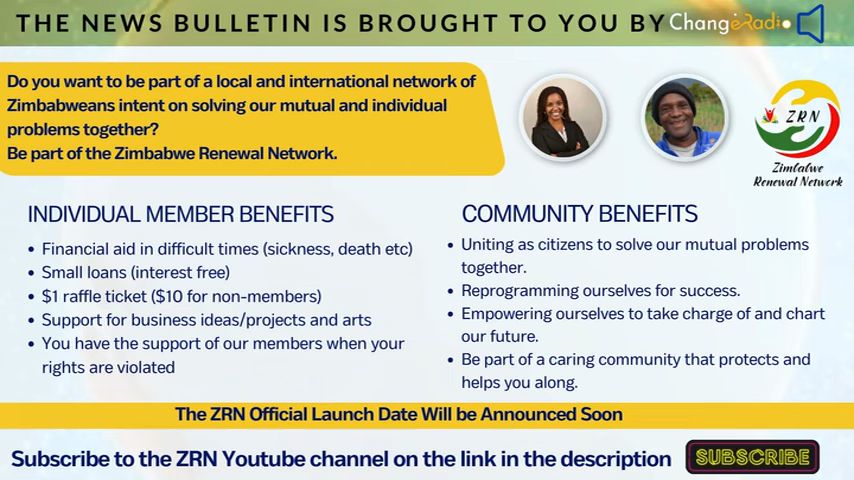 THE NEWS BULLETIN IS BROUGHT TO YOU BY ChangeRadio
Do you want to be part of a local and international network of
Zimbabweans intent on solving our mutual and individual
problems together?
Be part of the Zimbabwe Renewal Network.
ZRN
Zimbabwe
Renewal Network
INDIVIDUAL MEMBER BENEFITS
• Financial aid in difficult times (sickness, death etc)
• Small loans (interest free)
• $1 raffle ticket ($10 for non-members)
• Support for business ideas/projects and arts
• You have the support of our members when your
rights are violated
COMMUNITY BENEFITS
• Uniting as citizens to solve our mutual problems
together.
• Reprogramming ourselves for success.
• Empowering ourselves to take charge of and chart
our future.
• Be part of a caring community that protects and
helps you along.
The ZRN Official Launch Date Will be Announced Soon
Subscribe to the ZRN Youtube channel on the link in the description
SUBSCRIBE